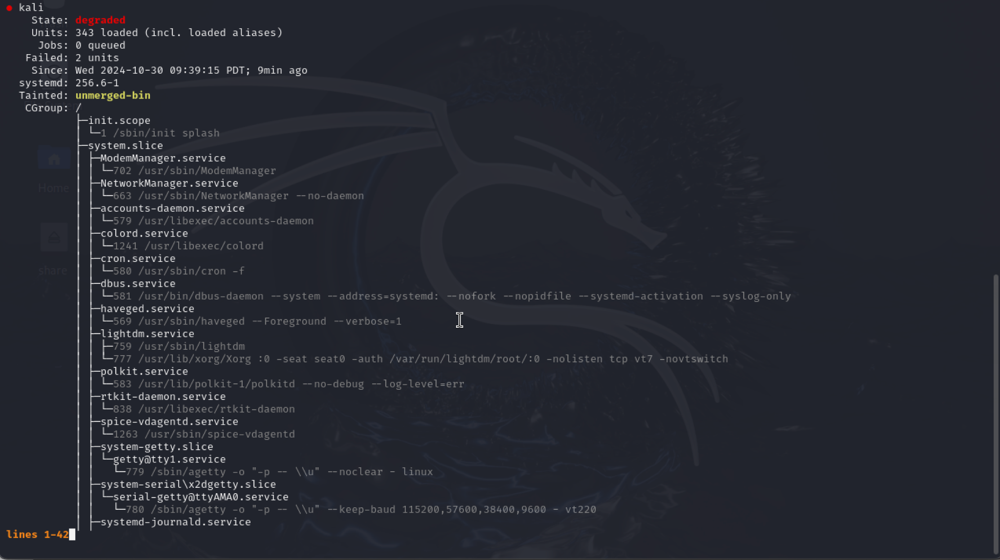 ● kali
State: degraded
Units: 343 loaded (incl. loaded aliases)
Jobs: 0 queued
Failed: 2 units
Since: Wed 2024-10-30 09:39:15 PDT; 9min ago
systemd: 256.6-1
Tainted: unmerged-bin
CGroup: /
├─init.scope
│ └─1 /sbin/init splash
├─system.slice
│ ├─ModemManager.service
│ │ └─702 /usr/sbin/ModemManager
│ ├─NetworkManager.service
│ │ └─663 /usr/sbin/NetworkManager --no-daemon
│ ├─accounts-daemon.service
│ │ └─579 /usr/libexec/accounts-daemon
│ ├─colord.service
│ │ └─1241 /usr/libexec/colord
│ ├─cron.service
│ │ └─580 /usr/sbin/cron -f
│ ├─dbus.service
│ │ └─581 /usr/bin/dbus-daemon --system --address=systemd: --nofork --nopidfile --systemd-activation --syslog-only
│ ├─haveged.service
│ │ └─569 /usr/sbin/haveged --Foreground --verbose=1
│ ├─lightdm.service
│ │ ├─759 /usr/sbin/lightdm
│ │ └─777 /usr/lib/xorg/Xorg :0 -seat seat0 -auth /var/run/lightdm/root/:0 -nolisten tcp vt7 -novtswitch
│ ├─polkit.service
│ │ └─583 /usr/lib/polkit-1/polkitd --no-debug --log-level=err
│ ├─rtkit-daemon.service
│ │ └─838 /usr/libexec/rtkit-daemon
│ ├─spice-vdagentd.service
│ │ └─1263 /usr/sbin/spice-vdagentd
│ ├─system-getty.slice
│ │ └─getty@tty1.service
│ │   └─779 /sbin/agetty -o "-p -- \\u" --noclear - linux
│ ├─system-serial\x2dgetty.slice
│ │ └─serial-getty@ttyAMA0.service
│ │   └─780 /sbin/agetty -o "-p -- \\u" --keep-baud 115200,57600,38400,9600 - vt220
│ ├─systemd-journald.service
lines 1-42
Home
share